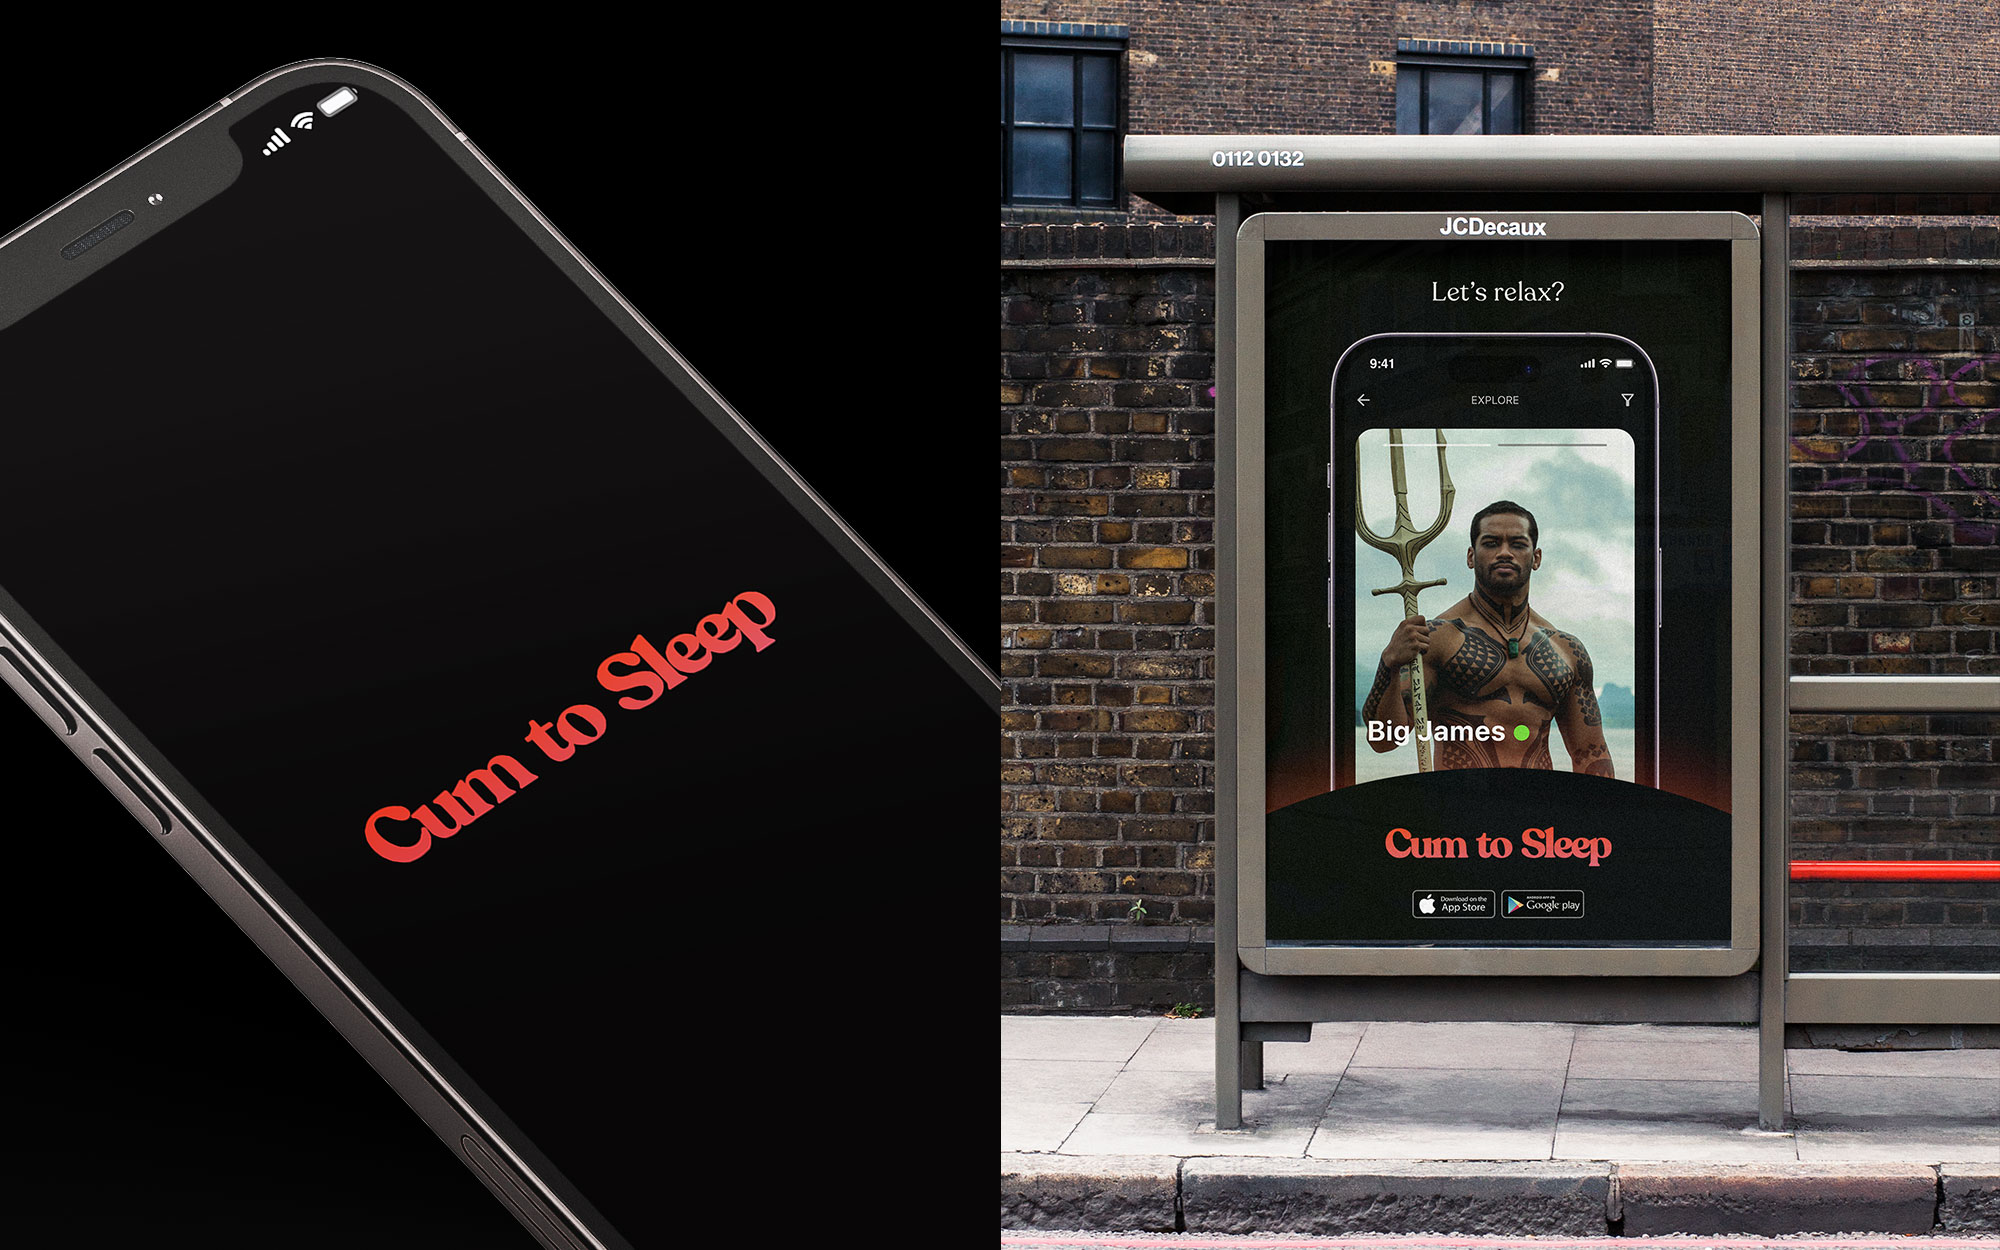 Cum to Sleep
0112 0132
JCDecaux
Let's relax?
9:41
EXPLORE
Big James
Cum to Sleep
Download on the
App Store
ANDROID APP ON
Google play